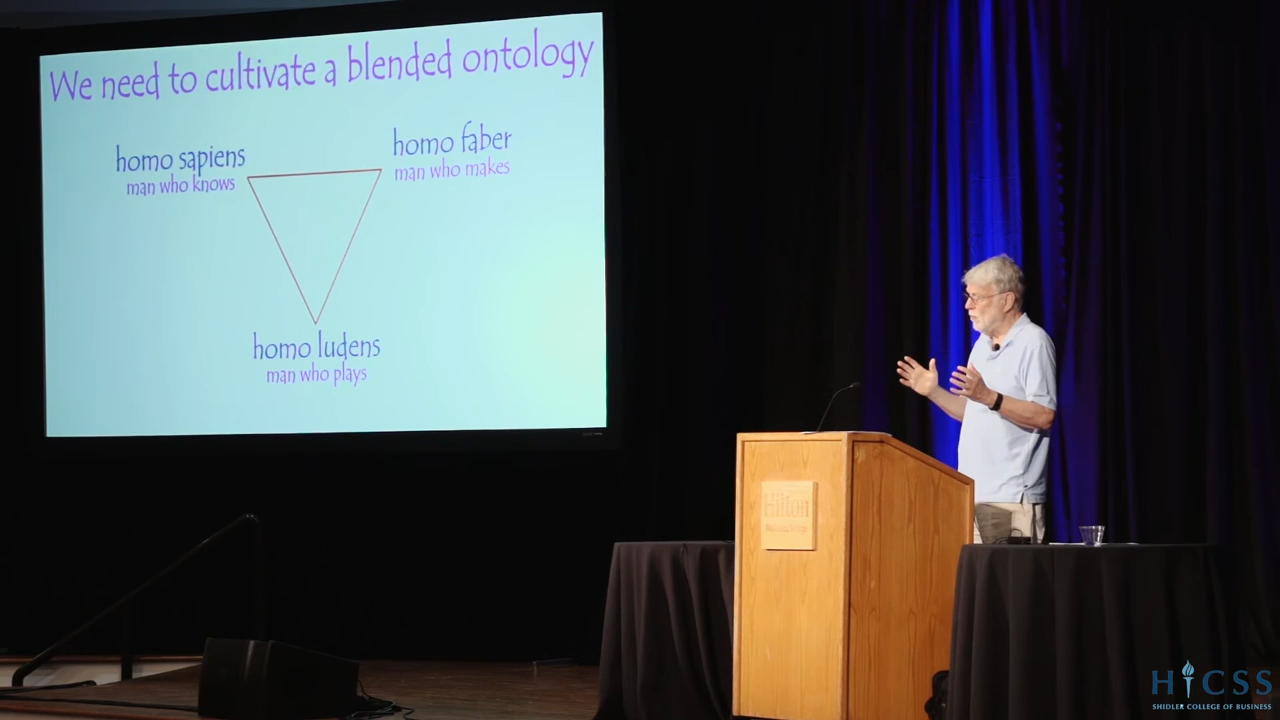 We need to cultivate a blended ontology
homo sapiens
man who knows
homo faber
man who makes
homo ludens
man who plays
Hilton
HICSS
SHIDLER COLLEGE OF BUSINESS